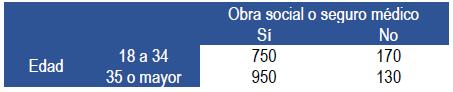 Obra social o seguro médico
Sí No
Edad 18 a 34 750 170
35 o mayor 950 130